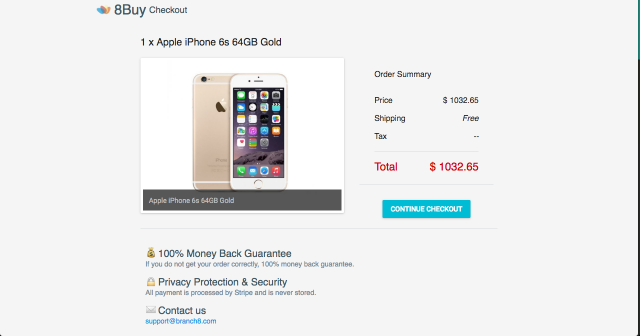 8Buy Checkout
1 x Apple iPhone 6s 64GB Gold
Apple iPhone 6s 64GB Gold
Order Summary
Price $ 1032.65
Shipping Free
Tax --
Total $ 1032.65
CONTINUE CHECKOUT
100% Money Back Guarantee
If you do not get your order correctly, 100% money back guarantee.
Privacy Protection & Security
All payment is processed by Stripe and is never stored.
Contact us
support@branch8.com